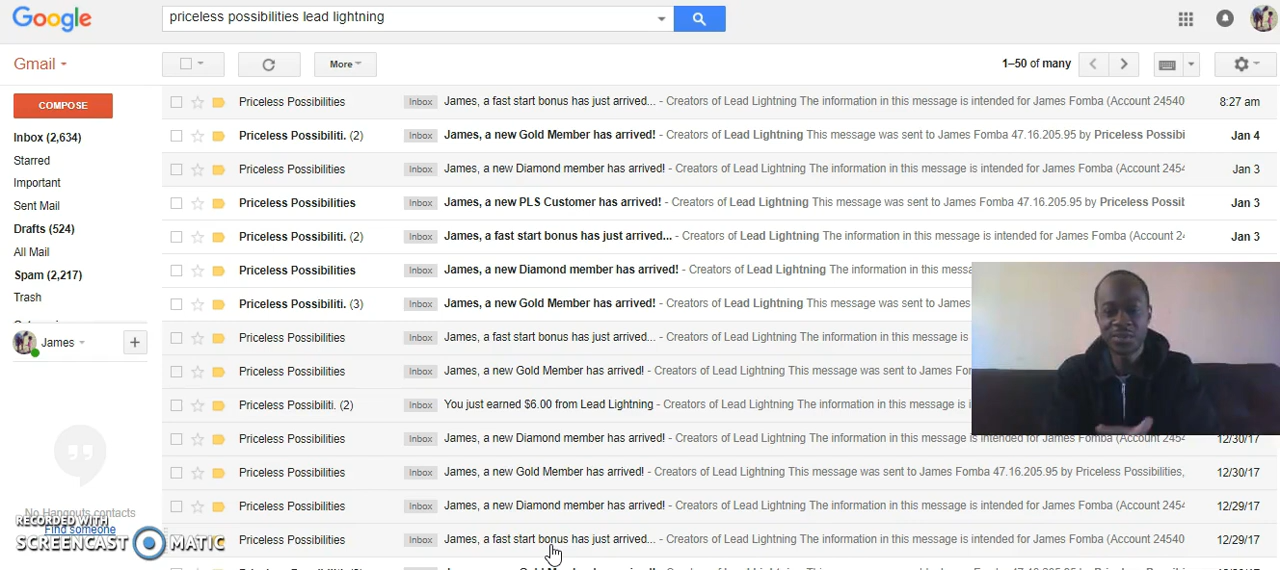 Google priceless possibilities lead lightning
Gmail More 1–50 of many
COMPOSE
Inbox (2,634)
Starred
Important
Sent Mail
Drafts (524)
All Mail
Spam (2,217)
Trash
James
No Hangouts contacts
Find someone
RECORDED WITH
SCREENCAST MATIC
Priceless Possibilities Inbox James, a fast start bonus has just arrived... - Creators of Lead Lightning The information in this message is intended for James Fomba (Account 24540 8:27 am
Priceless Possibiliti. (2) Inbox James, a new Gold Member has arrived! - Creators of Lead Lightning This message was sent to James Fomba 47.16.205.95 by Priceless Possibi Jan 4
Priceless Possibilities Inbox James, a new Diamond member has arrived! - Creators of Lead Lightning The information in this message is intended for James Fomba (Account 2454 Jan 3
Priceless Possibilities Inbox James, a new PLS Customer has arrived! - Creators of Lead Lightning This message was sent to James Fomba 47.16.205.95 by Priceless Possib Jan 3
Priceless Possibiliti. (2) Inbox James, a fast start bonus has just arrived... - Creators of Lead Lightning The information in this message is intended for James Fomba (Account 2 Jan 3
Priceless Possibilities Inbox James, a new Diamond member has arrived! - Creators of Lead Lightning The information in this mess
Priceless Possibiliti. (3) Inbox James, a new Gold Member has arrived! - Creators of Lead Lightning This message was sent to James
Priceless Possibilities Inbox James, a fast start bonus has just arrived... - Creators of Lead Lightning The information in this messa
Priceless Possibilities Inbox James, a new Gold Member has arrived! - Creators of Lead Lightning This message was sent to James Fo
Priceless Possibiliti. (2) Inbox You just earned $6.00 from Lead Lightning - Creators of Lead Lightning The information in this message is
Priceless Possibilities Inbox James, a new Diamond member has arrived! - Creators of Lead Lightning The information in this message is intended for James Fomba (Account 2454 12/30/17
Priceless Possibilities Inbox James, a new Gold Member has arrived! - Creators of Lead Lightning This message was sent to James Fomba 47.16.205.95 by Priceless Possibilities, 12/30/17
Priceless Possibilities Inbox James, a new Diamond member has arrived! - Creators of Lead Lightning The information in this message is intended for James Fomba (Account 2454 12/29/17
Priceless Possibilities Inbox James, a fast start bonus has just arrived... - Creators of Lead Lightning The information in this message is intended for James Fomba (Account 24540 12/29/17